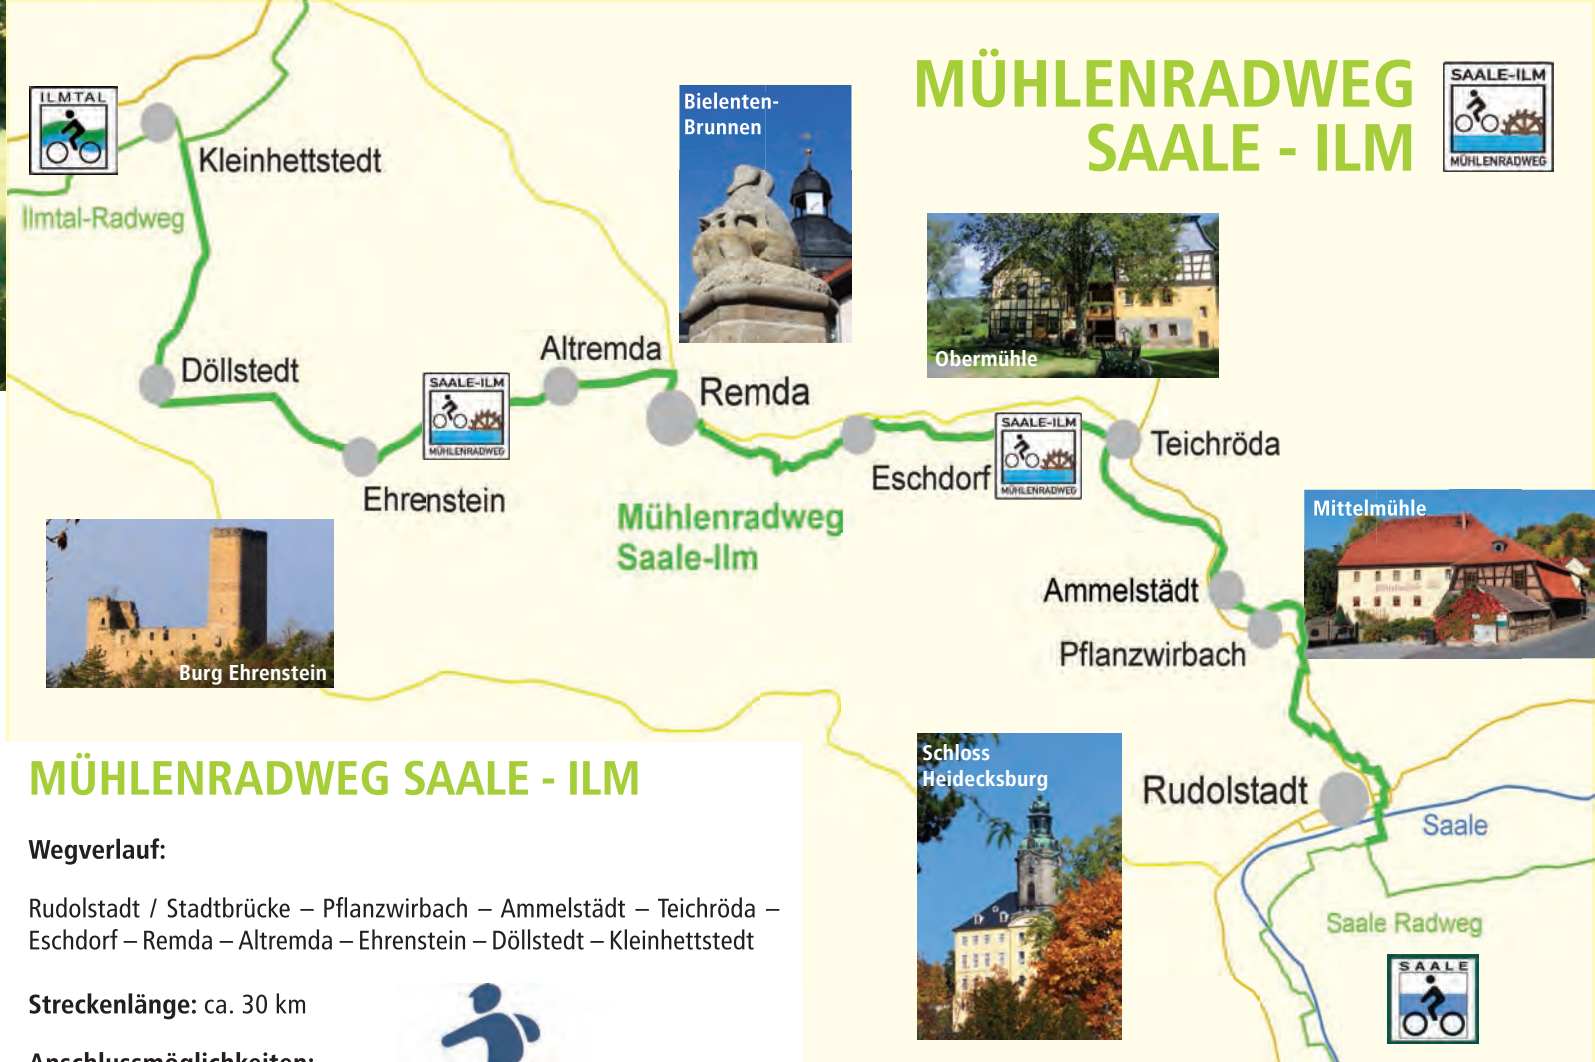 MÜHLENRADWEG
SAALE - ILM
SAALE-ILM
MÜHLENRADWEG
ILMTAL
Kleinhettstedt
Ilmtal-Radweg
Bielenten-
Brunnen
Obermühle
Döllstedt
Altremda
SAALE-ILM
MÜHLENRADWEG
Remda
Ehrenstein
Eschdorf
SAALE-ILM
MÜHLENRADWEG
Teichröda
Mühlenradweg
Saale-Ilm
Mittelmühle
Burg Ehrenstein
Ammelstädt
Pflanzwirbach
Schloss
Heidecksburg
Rudolstadt
Saale
Saale Radweg
SAALE
MÜHLENRADWEG SAALE - ILM
Wegverlauf:
Rudolstadt / Stadtbrücke – Pflanzwirbach – Ammelstädt – Teichröda –
Eschdorf – Remda – Altremda – Ehrenstein – Döllstedt – Kleinhettstedt
Streckenlänge: ca. 30 km
Anschlussmöglichkeiten: